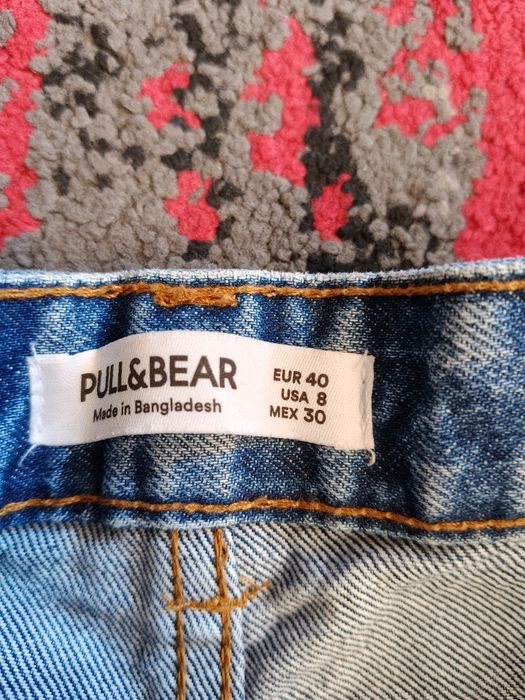 PULL&BEAR
Made in Bangladesh
EUR 40
USA 8
MEX 30